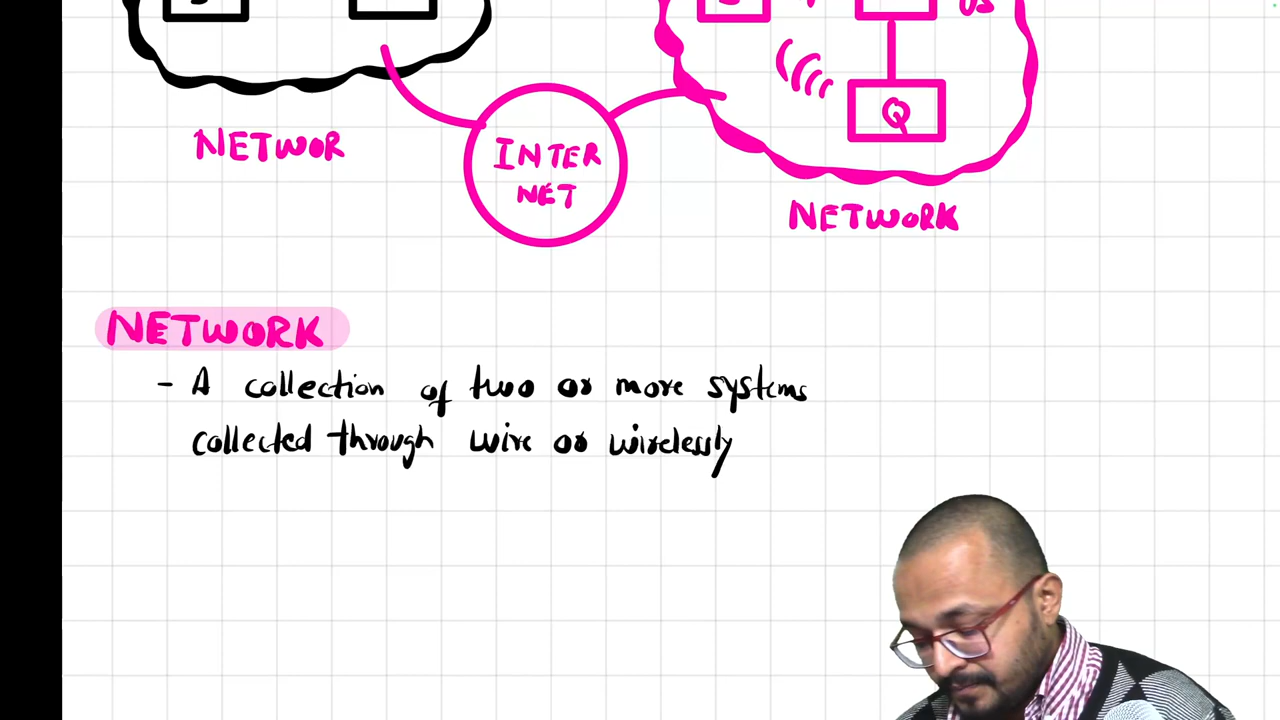 NETWOR
INTER
NET
Q
NETWORK
NETWORK
- A collection of two or more systems
collected through wire or wirelessly